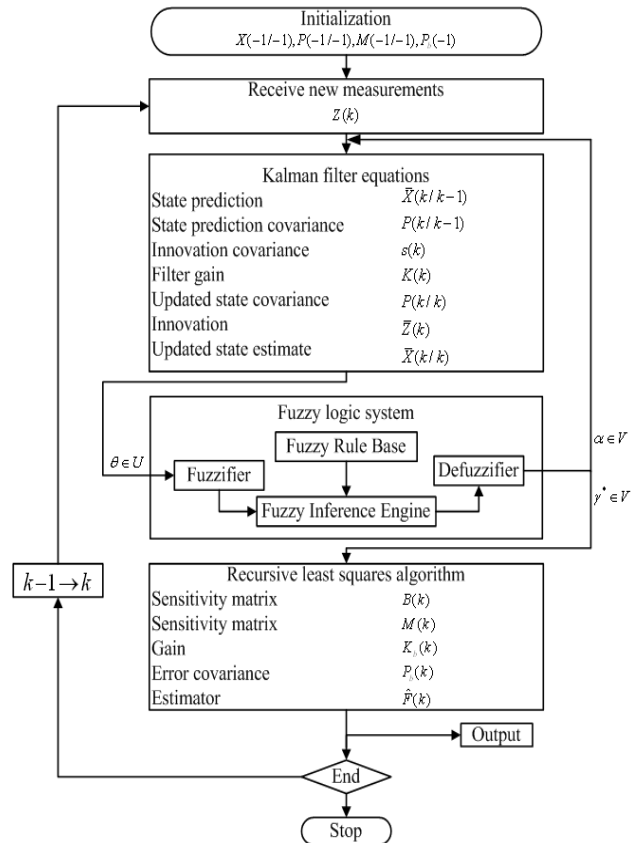 Initialization
X(-1/-1),P(-1/-1),M(-1/-1),P_b(-1)
Receive new measurements
Z(k)
Kalman filter equations
State prediction X̄(k/k-1)
State prediction covariance P(k/k-1)
Innovation covariance s(k)
Filter gain K(k)
Updated state covariance P(k/k)
Innovation Z̄(k)
Updated state estimate X̄(k/k)
Fuzzy logic system
θ∈U
Fuzzy Rule Base
Fuzzifier
Defuzzifier
Fuzzy Inference Engine
α∈V
γ*∈V
k-1→k
Recursive least squares algorithm
Sensitivity matrix B(k)
Sensitivity matrix M(k)
Gain K_b(k)
Error covariance P_b(k)
Estimator F̂(k)
Output
End
Stop